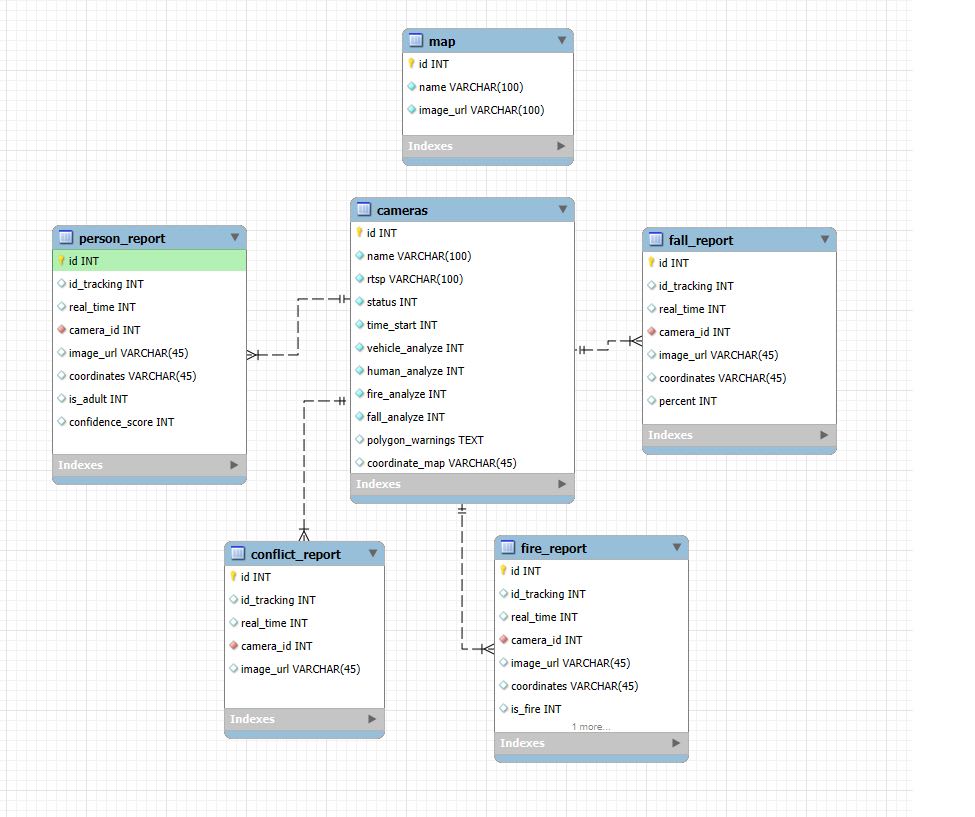 map
id INT
name VARCHAR(100)
image_url VARCHAR(100)
Indexes
cameras
id INT
name VARCHAR(100)
rtsp VARCHAR(100)
status INT
time_start INT
vehicle_analyze INT
human_analyze INT
fire_analyze INT
fall_analyze INT
polygon_warnings TEXT
coordinate_map VARCHAR(45)
Indexes
person_report
id INT
id_tracking INT
real_time INT
camera_id INT
image_url VARCHAR(45)
coordinates VARCHAR(45)
is_adult INT
confidence_score INT
Indexes
fall_report
id INT
id_tracking INT
real_time INT
camera_id INT
image_url VARCHAR(45)
coordinates VARCHAR(45)
percent INT
Indexes
conflict_report
id INT
id_tracking INT
real_time INT
camera_id INT
image_url VARCHAR(45)
Indexes
fire_report
id INT
id_tracking INT
real_time INT
camera_id INT
image_url VARCHAR(45)
coordinates VARCHAR(45)
is_fire INT
1 more...
Indexes